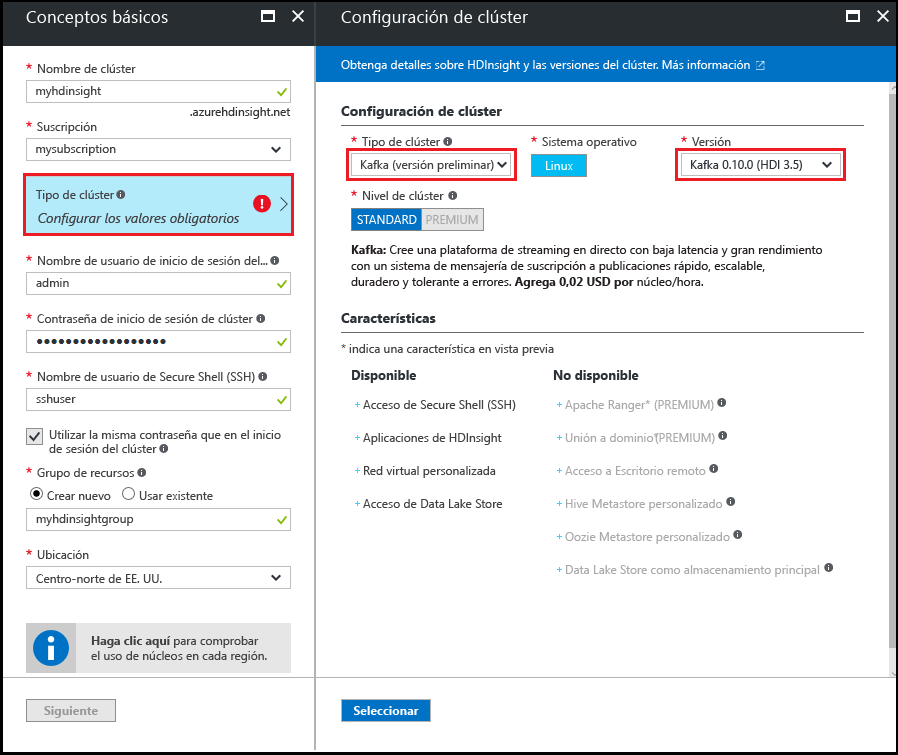 Conceptos básicos
* Nombre de clúster
myhdinsight
.azurehdinsight.net
* Suscripción
mysubscription
Tipo de clúster
Configurar los valores obligatorios
* Nombre de usuario de inicio de sesión del...
admin
* Contraseña de inicio de sesión de clúster
* Nombre de usuario de Secure Shell (SSH)
sshuser
Utilizar la misma contraseña que en el inicio
de sesión del clúster
* Grupo de recursos
Crear nuevo Usar existente
myhdinsightgroup
* Ubicación
Centro-norte de EE. UU.
Haga clic aquí para comprobar
el uso de núcleos en cada región.
Siguiente
Configuración de clúster
Obtenga detalles sobre HDInsight y las versiones del clúster. Más información
Configuración de clúster
* Tipo de clúster * Sistema operativo * Versión
Kafka (versión preliminar) Linux Kafka 0.10.0 (HDI 3.5)
* Nivel de clúster
STANDARD PREMIUM
Kafka: Cree una plataforma de streaming en directo con baja latencia y gran rendimiento
con un sistema de mensajería de suscripción a publicaciones rápido, escalable,
duradero y tolerante a errores. Agrega 0,02 USD por núcleo/hora.
Características
* indica una característica en vista previa
Disponible No disponible
+ Acceso de Secure Shell (SSH) + Apache Ranger* (PREMIUM)
+ Aplicaciones de HDInsight + Unión a dominio*(PREMIUM)
+ Red virtual personalizada + Acceso a Escritorio remoto
+ Acceso de Data Lake Store + Hive Metastore personalizado
+ Oozie Metastore personalizado
+ Data Lake Store como almacenamiento principal
Seleccionar